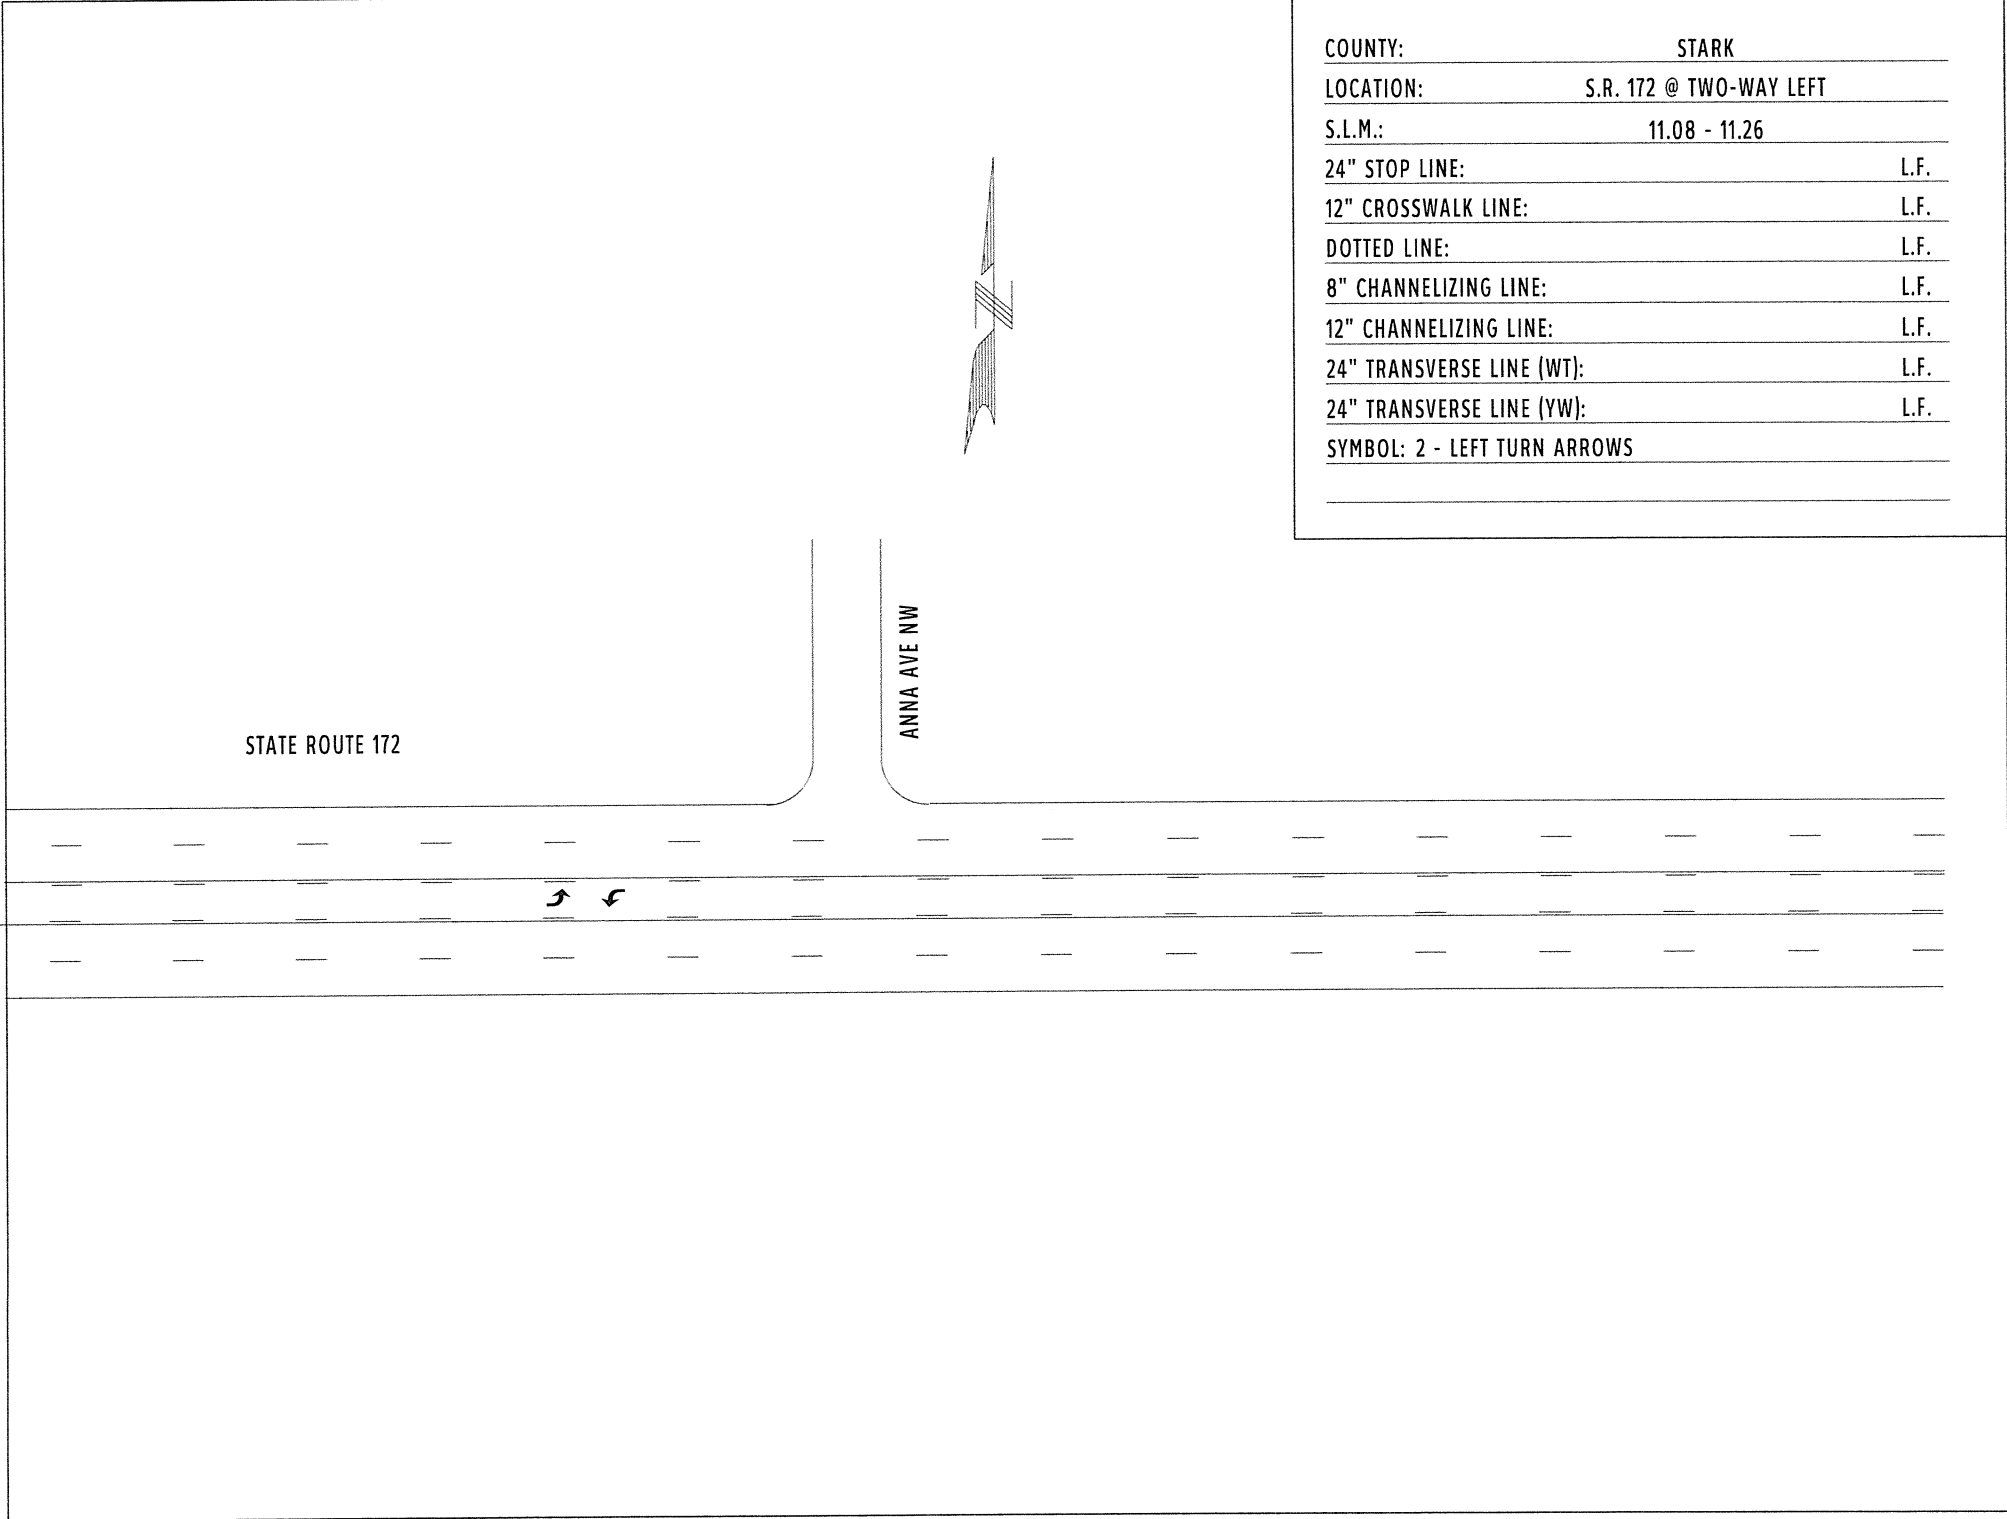 COUNTY: STARK
LOCATION: S.R. 172 @ TWO-WAY LEFT
S.L.M.: 11.08 - 11.26
24" STOP LINE: L.F.
12" CROSSWALK LINE: L.F.
DOTTED LINE: L.F.
8" CHANNELIZING LINE: L.F.
12" CHANNELIZING LINE: L.F.
24" TRANSVERSE LINE (WT): L.F.
24" TRANSVERSE LINE (YW): L.F.
SYMBOL: 2 - LEFT TURN ARROWS
N
ANNA AVE NW
STATE ROUTE 172